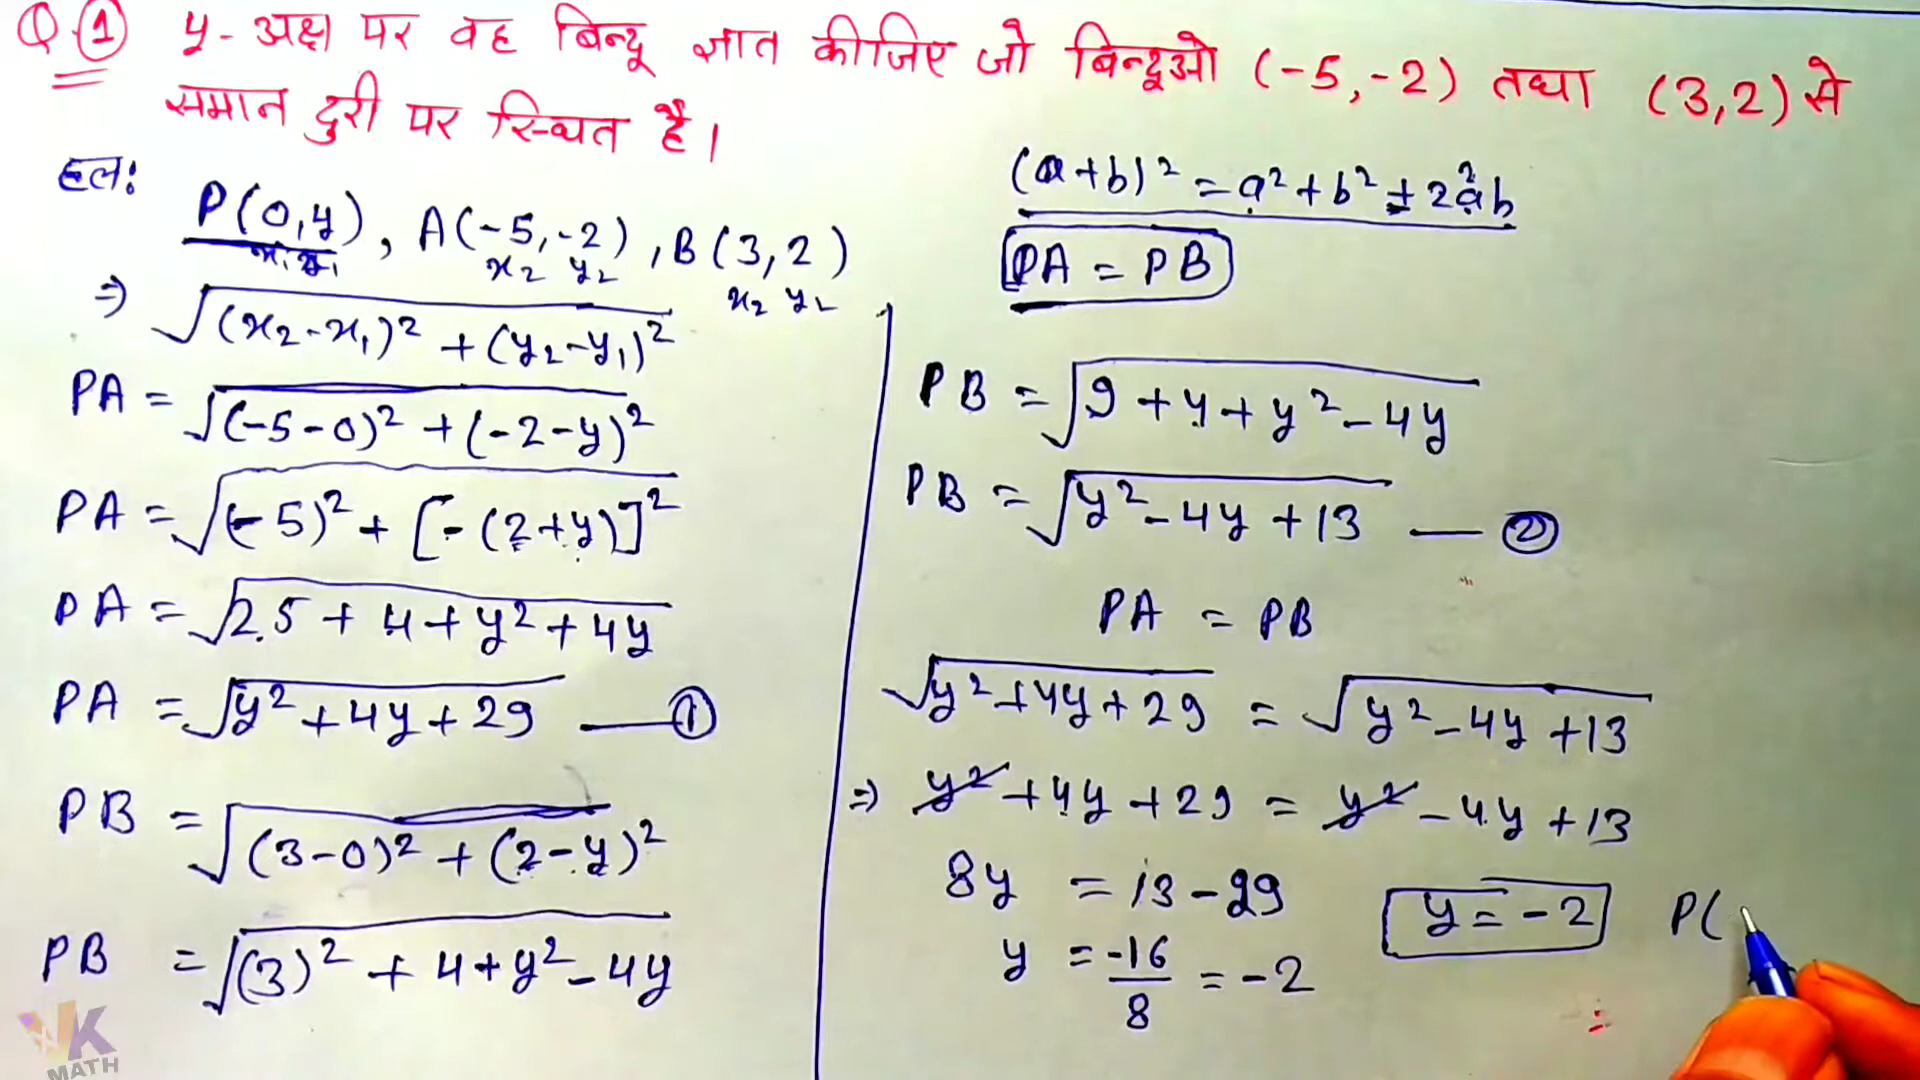 Q.① y-अक्ष पर वह बिन्दू ज्ञात कीजिए जो बिन्दूओ (-5,-2) तथा (3,2) से
समान दुरी पर स्थित है।
हल:
P(0,y), A(-5,-2), B(3,2)
x₁ y₁ x₂ y₂ x₂ y₂
⇒ √(x₂-x₁)² + (y₂-y₁)²
PA = √(-5-0)² + (-2-y)²
PA = √(-5)² + [-(2+y)]²
PA = √25 + 4 + y² + 4y
PA = √y² + 4y + 29 — ①
PB = √(3-0)² + (2-y)²
PB = √(3)² + 4 + y² - 4y
(a+b)² = a² + b² ± 2ab
PA = PB
PB = √9 + 4 + y² - 4y
PB = √y² - 4y + 13 — ②
PA = PB
√y² + 4y + 29 = √y² - 4y + 13
⇒ y² + 4y + 29 = y² - 4y + 13
8y = 13 - 29
y = -16/8 = -2
y = -2 P(
VK
MATH